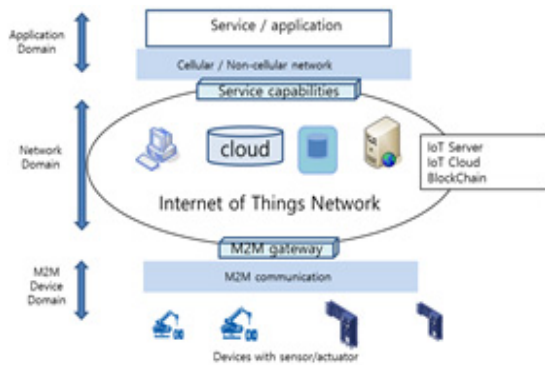 Application
Domain
Service / application
Cellular / Non-cellular network
Service capabilities
Network
Domain
cloud
IoT Server
IoT Cloud
BlockChain
Internet of Things Network
M2M gateway
M2M
Device
Domain
M2M communication
Devices with sensor/actuator